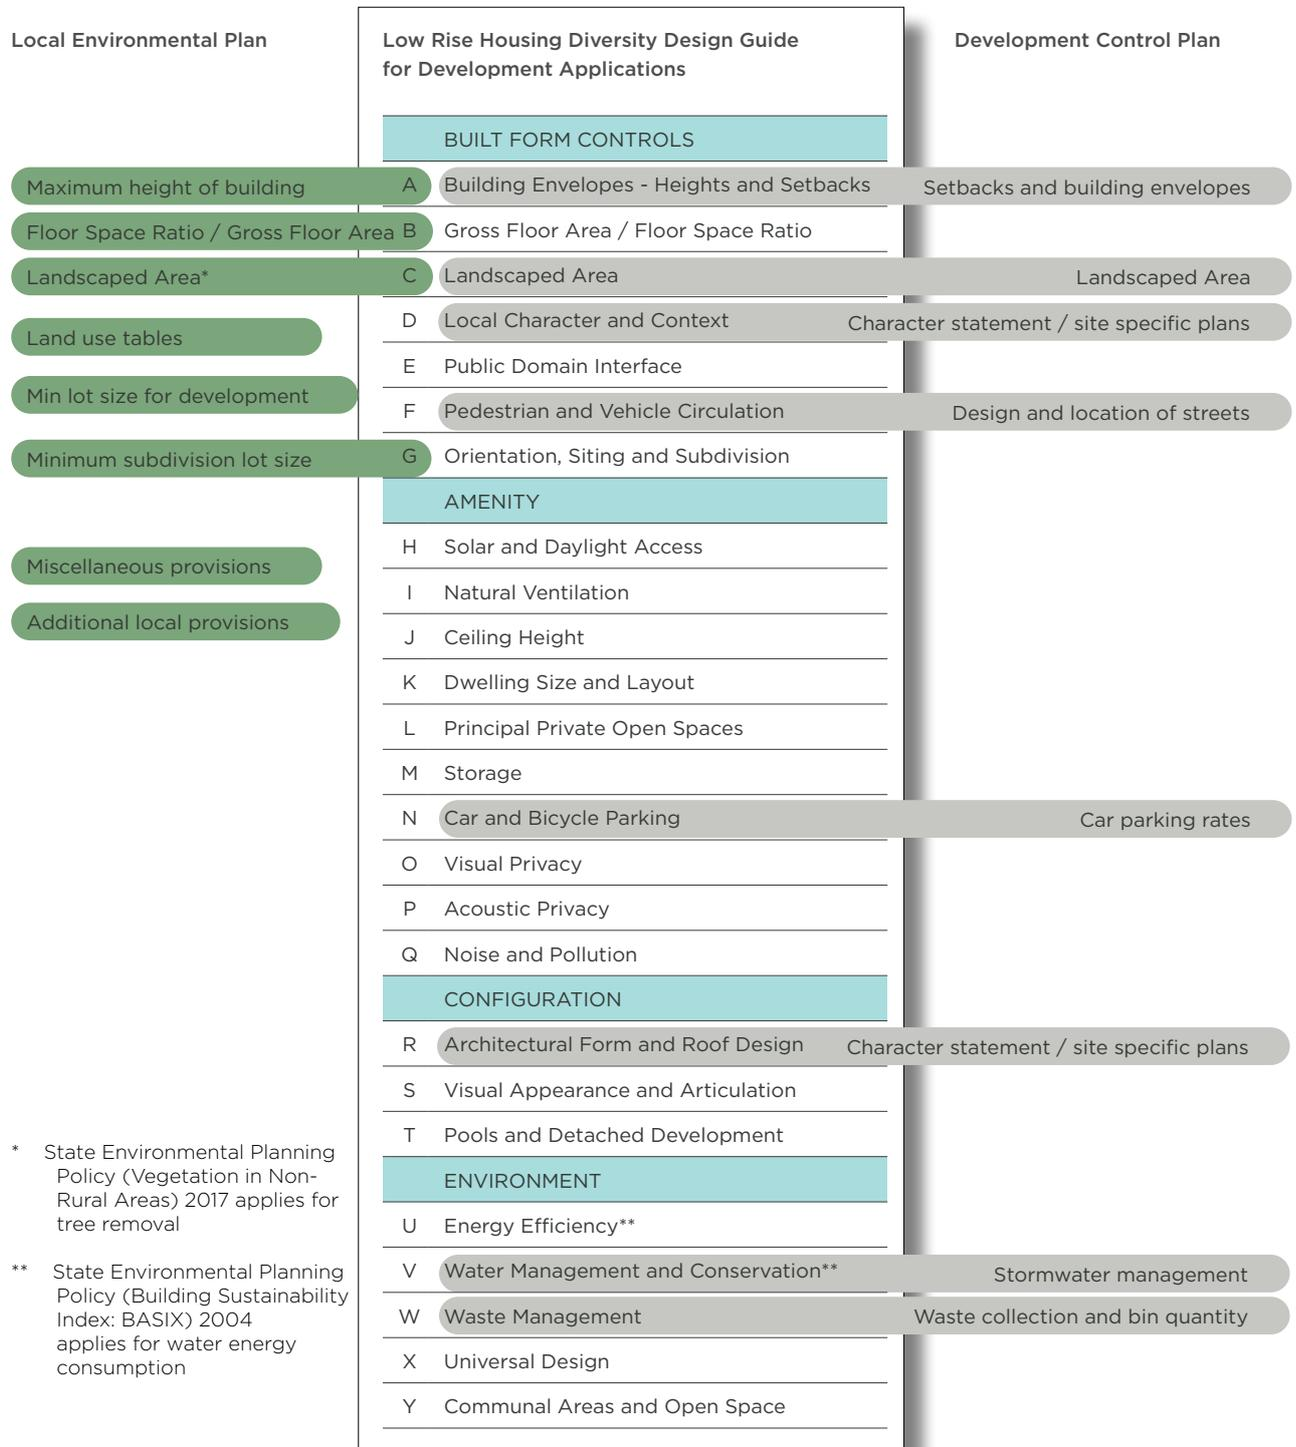 Local Environmental Plan
Low Rise Housing Diversity Design Guide
for Development Applications
Development Control Plan
BUILT FORM CONTROLS
Maximum height of building
A Building Envelopes - Heights and Setbacks
Setbacks and building envelopes
Floor Space Ratio / Gross Floor Area
B Gross Floor Area / Floor Space Ratio
Landscaped Area*
C Landscaped Area
Landscaped Area
Land use tables
D Local Character and Context
Character statement / site specific plans
E Public Domain Interface
Min lot size for development
F Pedestrian and Vehicle Circulation
Design and location of streets
Minimum subdivision lot size
G Orientation, Siting and Subdivision
AMENITY
H Solar and Daylight Access
Miscellaneous provisions
I Natural Ventilation
Additional local provisions
J Ceiling Height
K Dwelling Size and Layout
L Principal Private Open Spaces
M Storage
N Car and Bicycle Parking
Car parking rates
O Visual Privacy
P Acoustic Privacy
Q Noise and Pollution
CONFIGURATION
R Architectural Form and Roof Design
Character statement / site specific plans
S Visual Appearance and Articulation
T Pools and Detached Development
ENVIRONMENT
U Energy Efficiency**
V Water Management and Conservation**
Stormwater management
W Waste Management
Waste collection and bin quantity
X Universal Design
Y Communal Areas and Open Space
* State Environmental Planning
Policy (Vegetation in Non-
Rural Areas) 2017 applies for
tree removal
** State Environmental Planning
Policy (Building Sustainability
Index: BASIX) 2004
applies for water energy
consumption